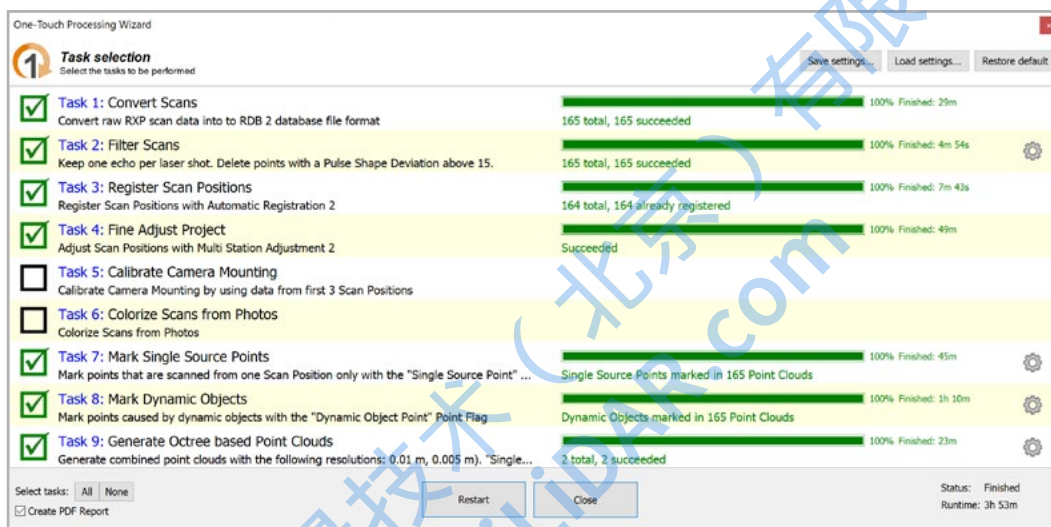 One-Touch Processing Wizard
1
Task selection
Select the tasks to be performed
Save settings...
Load settings...
Restore default
Task 1: Convert Scans
Convert raw RXP scan data into to RDB 2 database file format
100% Finished: 29m
165 total, 165 succeeded
Task 2: Filter Scans
Keep one echo per laser shot. Delete points with a Pulse Shape Deviation above 15.
100% Finished: 4m 54s
165 total, 165 succeeded
Task 3: Register Scan Positions
Register Scan Positions with Automatic Registration 2
100% Finished: 7m 43s
164 total, 164 already registered
Task 4: Fine Adjust Project
Adjust Scan Positions with Multi Station Adjustment 2
100% Finished: 49m
Succeeded
Task 5: Calibrate Camera Mounting
Calibrate Camera Mounting by using data from first 3 Scan Positions
Task 6: Colorize Scans from Photos
Colorize Scans from Photos
Task 7: Mark Single Source Points
Mark points that are scanned from one Scan Position only with the "Single Source Point" ...
100% Finished: 45m
Single Source Points marked in 165 Point Clouds
Task 8: Mark Dynamic Objects
Mark points caused by dynamic objects with the "Dynamic Object Point" Point Flag
100% Finished: 1h 10m
Dynamic Objects marked in 165 Point Clouds
Task 9: Generate Octree based Point Clouds
Generate combined point clouds with the following resolutions: 0.01 m, 0.005 m). "Single...
100% Finished: 23m
2 total, 2 succeeded
Select tasks: All None
Create PDF Report
Restart
Close
Status: Finished
Runtime: 3h 53m
技术（北京）有限
LiDAR.com